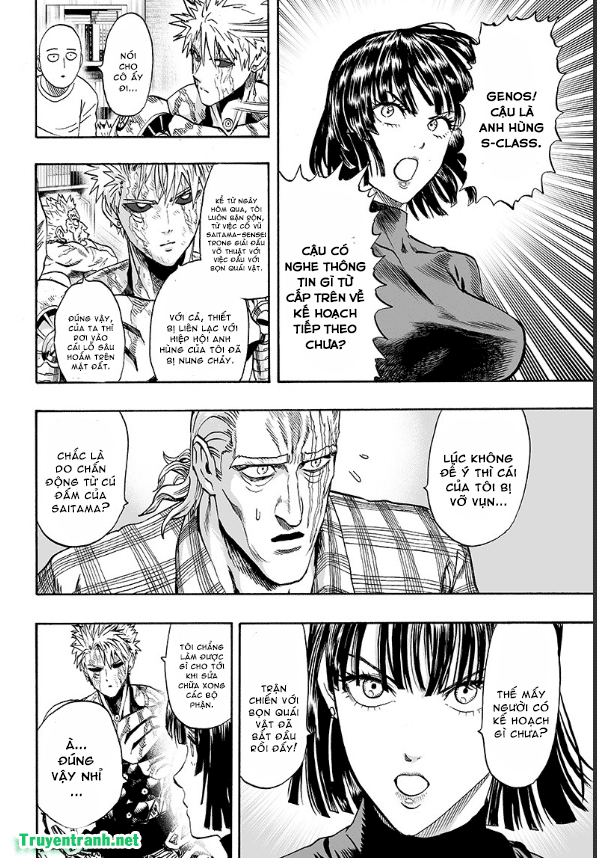 GENOS!
CẬU LÀ
ANH HÙNG
S-CLASS.
CẬU CÓ
NGHE THÔNG
TIN GÌ TỪ
CẤP TRÊN VỀ
KẾ HOẠCH
TIẾP THEO
CHƯA?
NÓI
CHO
CÔ ẤY
ĐI...
KỂ TỪ NGÀY
HÔM QUA, TÔI
LUÔN BẬN RỘN,
TỪ VIỆC CỔ VŨ
SAITAMA-SENSEI
TRONG GIẢI ĐẤU
VÕ THUẬT VỚI
VIỆC ĐẤU VỚI
BỌN QUÁI VẬT.
VỚI CẢ, THIẾT
BỊ LIÊN LẠC VỚI
HIỆP HỘI ANH
HÙNG CỦA TÔI ĐÃ
BỊ NUNG CHẢY.
ĐÚNG VẬY,
CỦA TA THÌ
RƠI VÀO
CÁI LỖ SÂU
HOẮM TRÊN
MẶT ĐẤT.
LÚC KHÔNG
ĐỂ Ý THÌ CÁI
CỦA TÔI BỊ
VỠ VỤN...
CHẮC LÀ
DO CHẤN
ĐỘNG TỪ CÚ
ĐẤM CỦA
SAITAMA?
THẾ MẤY
NGƯỜI CÓ
KẾ HOẠCH
GÌ CHƯA?
TRẬN
CHIẾN VỚI
BỌN QUÁI
VẬT ĐÃ
BẮT ĐẦU
RỒI ĐẤY!
TÔI CHẲNG
LÀM ĐƯỢC
GÌ CHO TỚI
KHI SỬA
CHỮA XONG
CÁC BỘ
PHẬN.
À...
ĐÚNG
VẬY NHỈ
...
Truyentranh.net